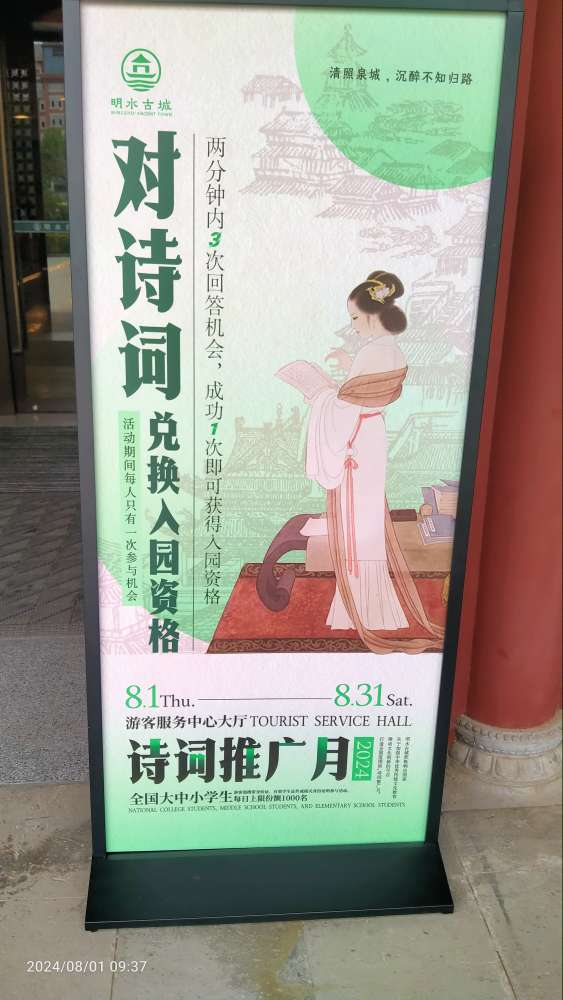 明水古城
MINGSHUI ANCIENT TOWN
清照泉城，沉醉不知归路
对诗词
兑换入园资格
两分钟内3次回答机会，成功1次即可获得入园资格
活动期间每人只有一次参与机会
8.1Thu.
8.31Sat.
游客服务中心大厅 TOURIST SERVICE HALL
诗词推广月
2024
全国大中小学生
每日上限份额1000名
NATIONAL COLLEGE STUDENTS, MIDDLE SCHOOL STUDENTS, AND ELEMENTARY SCHOOL STUDENTS
2024/08/01 09:37